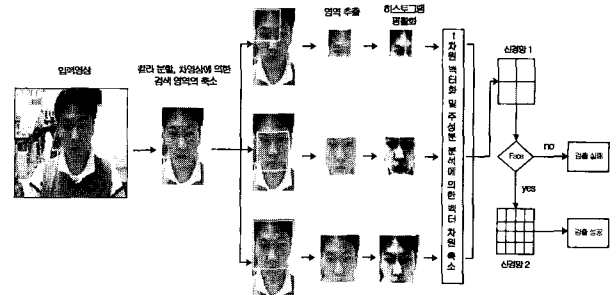 입력영상
컬라 분할, 차영상에 의한
검색 영역의 축소
영역 추출
히스토그램
평활화
1차원 벡터화 및 주성분 분석에 의한 벡터 차원 축소
신경망 1
Face
no
검출 실패
yes
검출 성공
신경망 2